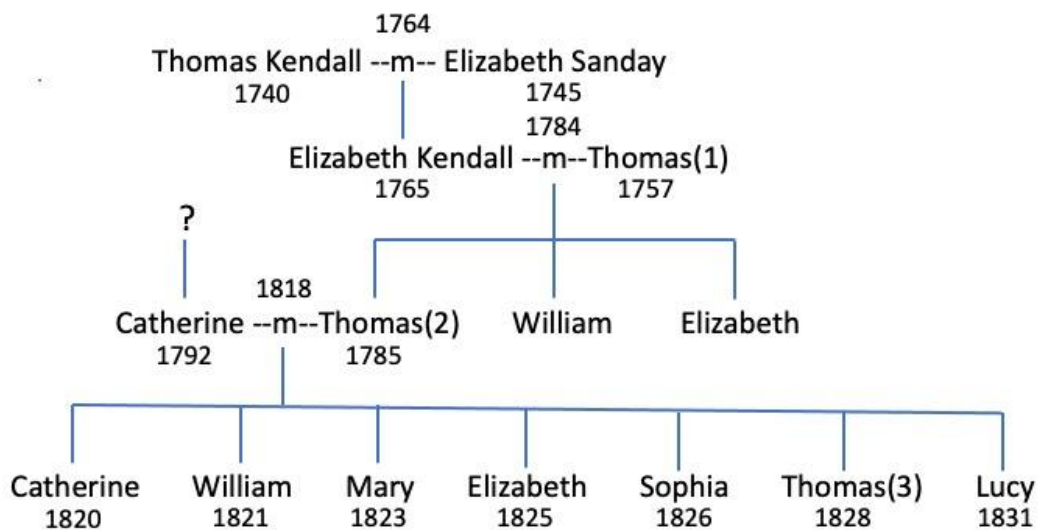 1764
Thomas Kendall --m-- Elizabeth Sanday
1740 1745
1784
Elizabeth Kendall --m--Thomas(1)
1765 1757
?
1818
Catherine --m--Thomas(2) William Elizabeth
1792 1785
Catherine William Mary Elizabeth Sophia Thomas(3) Lucy
1820 1821 1823 1825 1826 1828 1831